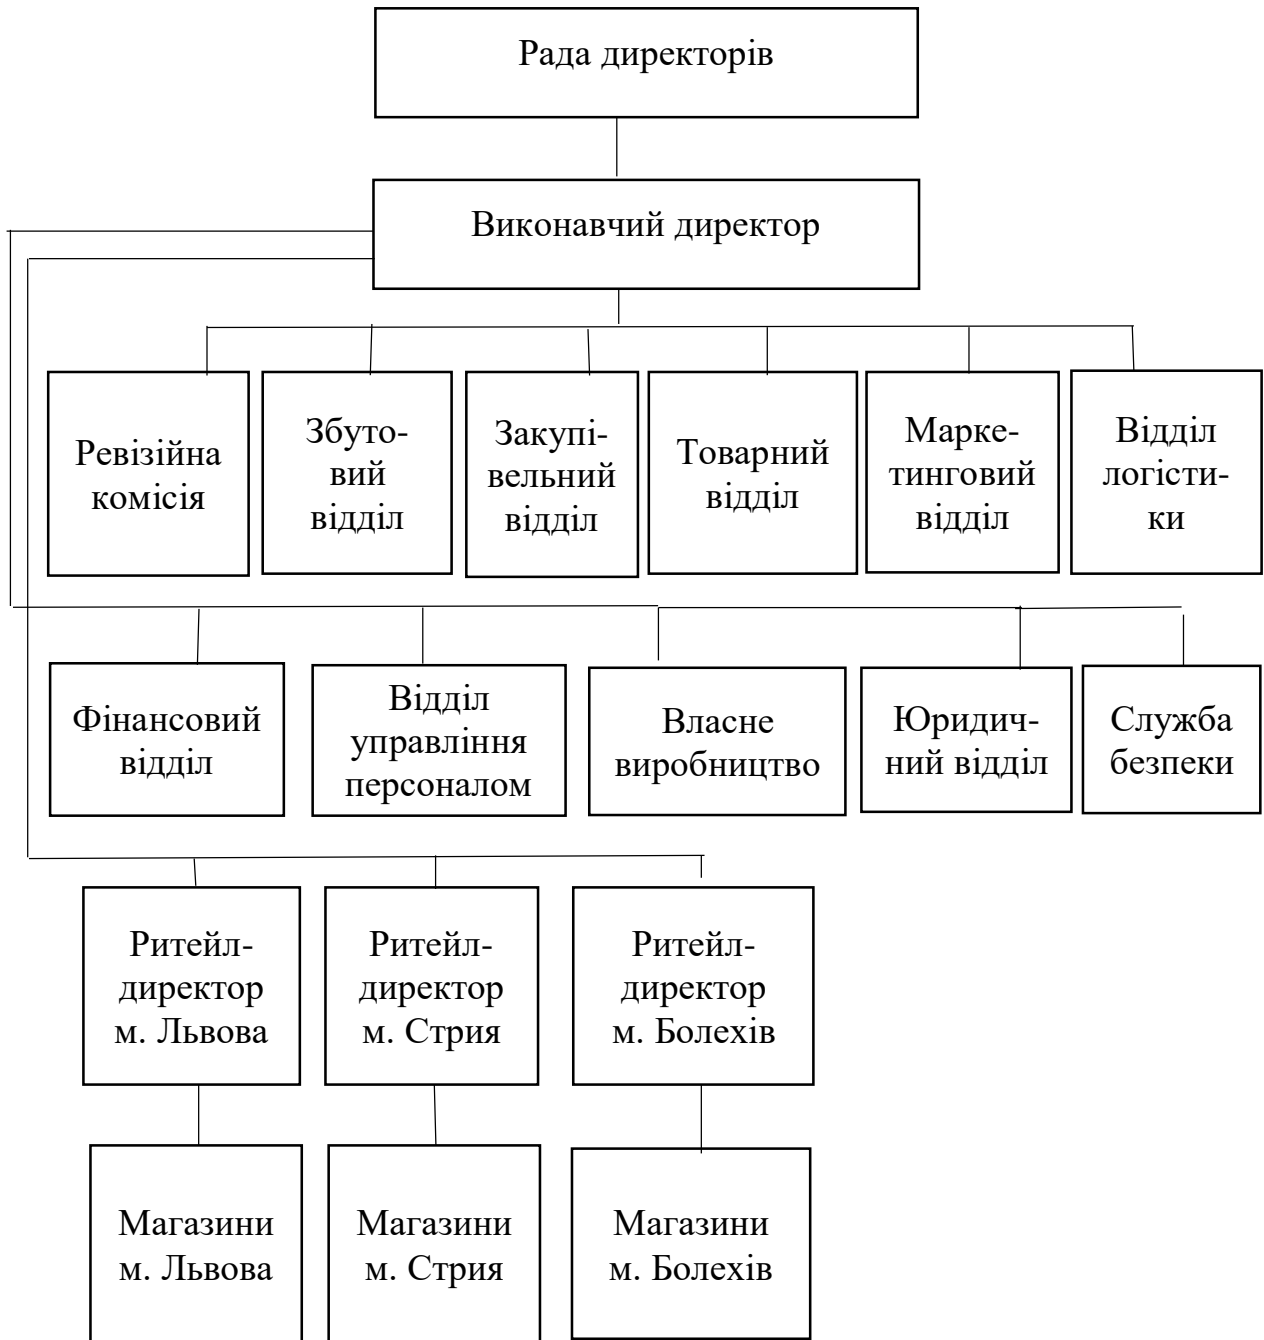 Рада директорів
Виконавчий директор
Ревізійна
комісія
Збуто-
вий
відділ
Закупі-
вельний
відділ
Товарний
відділ
Марке-
тинговий
відділ
Відділ
логісти-
ки
Фінансовий
відділ
Відділ
управління
персоналом
Власне
виробництво
Юридич-
ний відділ
Служба
безпеки
Ритейл-
директор
м. Львова
Ритейл-
директор
м. Стрия
Ритейл-
директор
м. Болехів
Магазини
м. Львова
Магазини
м. Стрия
Магазини
м. Болехів